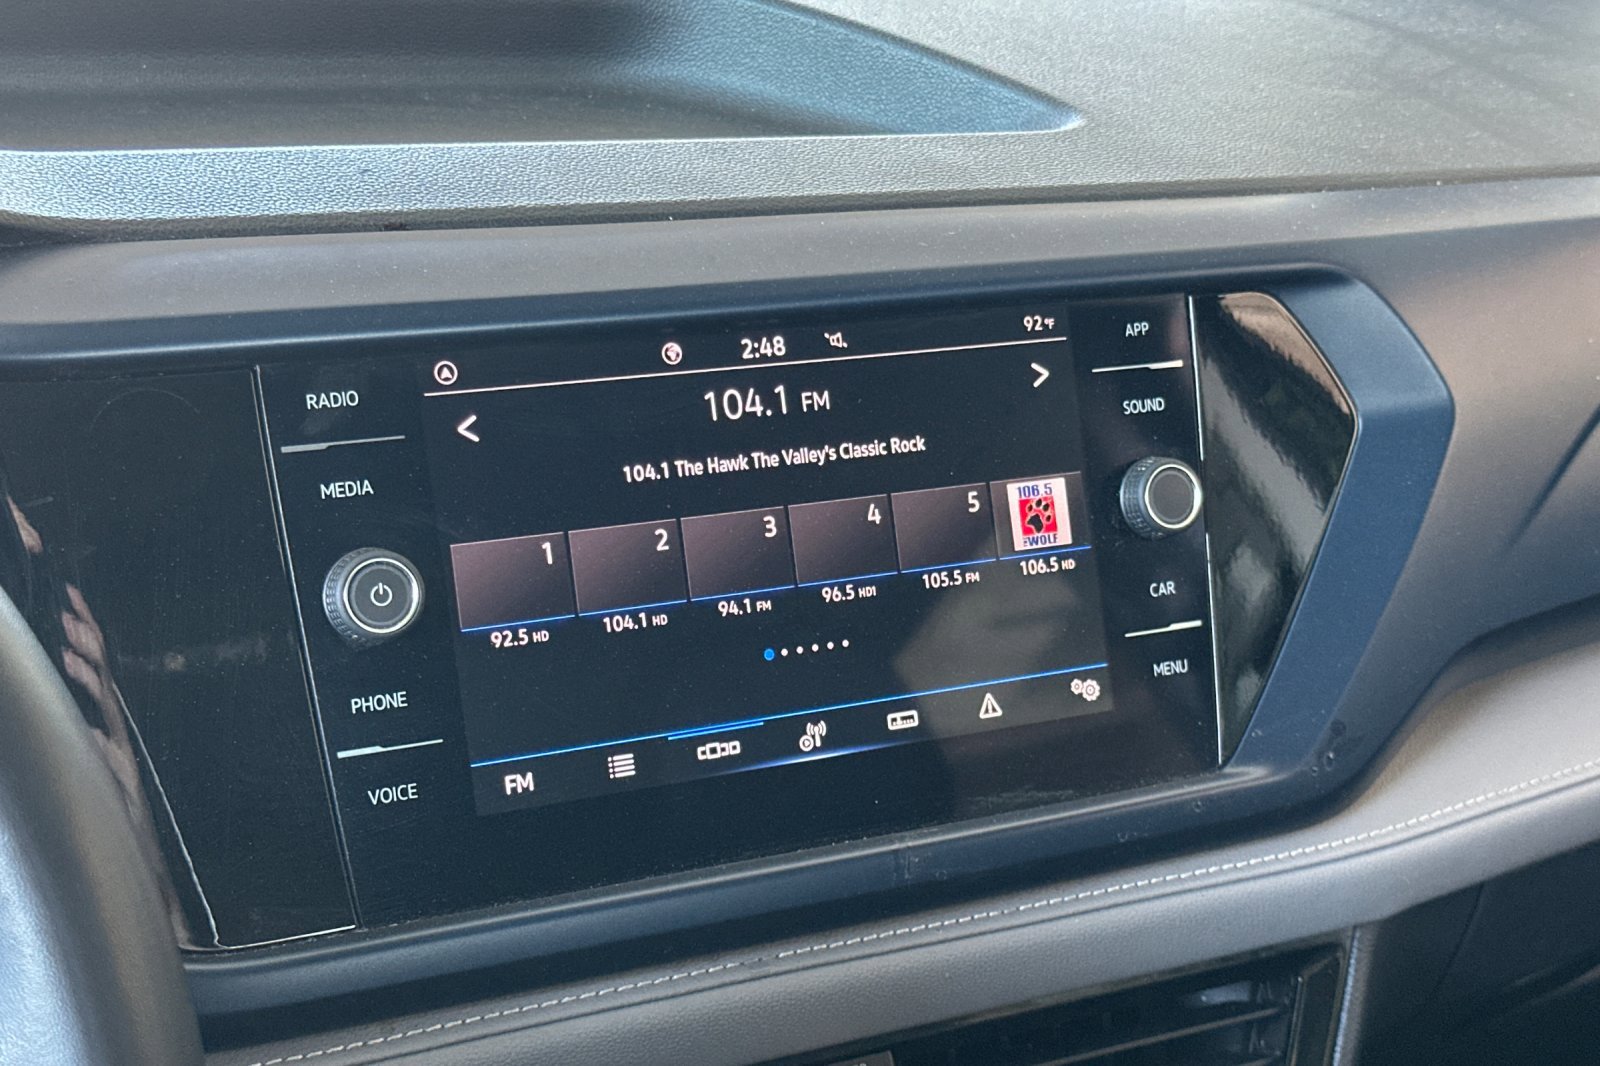 RADIO
MEDIA
PHONE
VOICE
2:48
92°F
104.1 FM
104.1 The Hawk The Valley's Classic Rock
1
2
3
4
5
106.5
THE WOLF
92.5 HD
104.1 HD
94.1 FM
96.5 HD1
105.5 FM
106.5 HD
FM
APP
SOUND
CAR
MENU